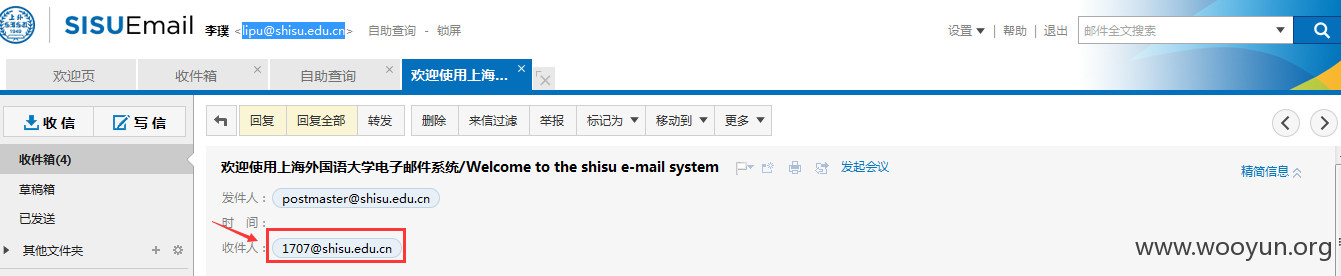 SISUEmail 李璞 <lipu@shisu.edu.cn> 自助查询 - 锁屏 设置 | 帮助 | 退出 邮件全文搜索
欢迎页 收件箱 × 自助查询 × 欢迎使用上海... ×
收信 写信 回复 回复全部 转发 删除 来信过滤 举报 标记为 移动到 更多
收件箱(4)
欢迎使用上海外国语大学电子邮件系统/Welcome to the shisu e-mail system 发起会议 精简信息
草稿箱
发件人: postmaster@shisu.edu.cn
已发送
时 间:
收件人: 1707@shisu.edu.cn
其他文件夹
www.wooyun.org